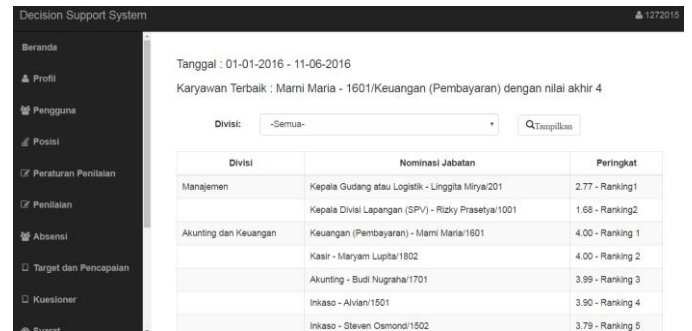 Decision Support System
1272015
Beranda
Profil
Pengguna
Posisi
Peraturan Penilaian
Penilaian
Absensi
Target dan Pencapaian
Kuesioner
Syarat
Tanggal : 01-01-2016 - 11-06-2016
Karyawan Terbaik : Marni Maria - 1601/Keuangan (Pembayaran) dengan nilai akhir 4
Divisi: -Semua- Tampilkan
Divisi Nominasi Jabatan Peringkat
Manajemen Kepala Gudang atau Logistik - Linggita Mirya/201 2.77 - Ranking1
Kepala Divisi Lapangan (SPV) - Rizky Prasetya/1001 1.68 - Ranking2
Akunting dan Keuangan Keuangan (Pembayaran) - Marni Maria/1601 4.00 - Ranking 1
Kasir - Maryam Lupita/1802 4.00 - Ranking 2
Akunting - Budi Nugraha/1701 3.99 - Ranking 3
Inkaso - Alvian/1501 3.90 - Ranking 4
Inkaso - Steven Osmond/1502 3.79 - Ranking 5